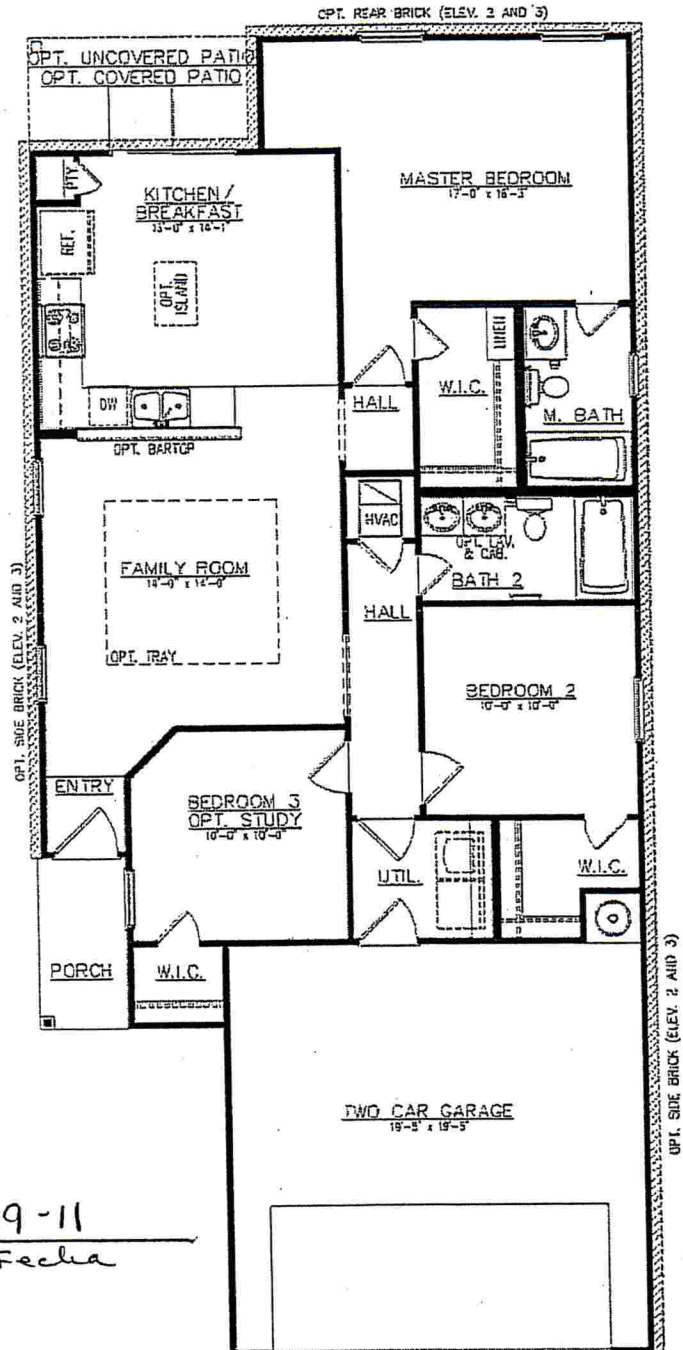 OPT. REAR BRICK (ELEV. 2 AND 3)
OPT. UNCOVERED PATIO
OPT. COVERED PATIO
PTY
KITCHEN/
BREAKFAST
13'-0" x 14'-1"
MASTER BEDROOM
17'-0" x 16'-3"
REF.
OPT.
ISLAND
LINEN
W.I.C.
M. BATH
HALL
DW
OPT. BARTOP
HVAC
OPT. LAV.
& CAB.
BATH 2
FAMILY ROOM
14'-0" x 14'-0"
HALL
OPT. TRAY
OPT. SIDE BRICK (ELEV. 2 AND 3)
BEDROOM 2
10'-0" x 10'-0"
ENTRY
BEDROOM 3
OPT. STUDY
10'-0" x 10'-0"
UTIL.
W.I.C.
PORCH
W.I.C.
OPT. SIDE BRICK (ELEV. 2 AND 3)
TWO CAR GARAGE
19'-5" x 19'-5"
9-11
Fecha